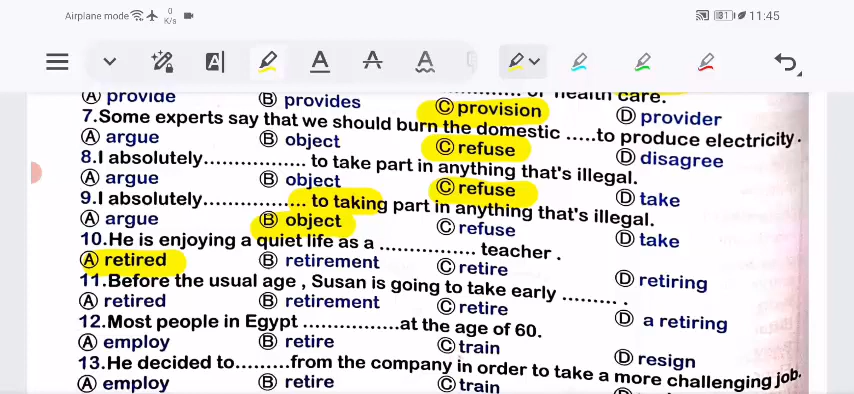 Airplane mode 0 K/s 31 11:45
A A A A
.............. of health care.
Ⓐ provide Ⓑ provides Ⓒ provision Ⓓ provider
7.Some experts say that we should burn the domestic .....to produce electricity.
Ⓐ argue Ⓑ object Ⓒ refuse Ⓓ disagree
8.I absolutely.................. to take part in anything that's illegal.
Ⓐ argue Ⓑ object Ⓒ refuse Ⓓ take
9.I absolutely.................. to taking part in anything that's illegal.
Ⓐ argue Ⓑ object Ⓒ refuse Ⓓ take
10.He is enjoying a quiet life as a ................ teacher .
Ⓐ retired Ⓑ retirement Ⓒ retire Ⓓ retiring
11.Before the usual age , Susan is going to take early ......... .
Ⓐ retired Ⓑ retirement Ⓒ retire Ⓓ a retiring
12.Most people in Egypt ................at the age of 60.
Ⓐ employ Ⓑ retire Ⓒ train Ⓓ resign
13.He decided to.........from the company in order to take a more challenging job.
Ⓐ employ Ⓑ retire Ⓒ train